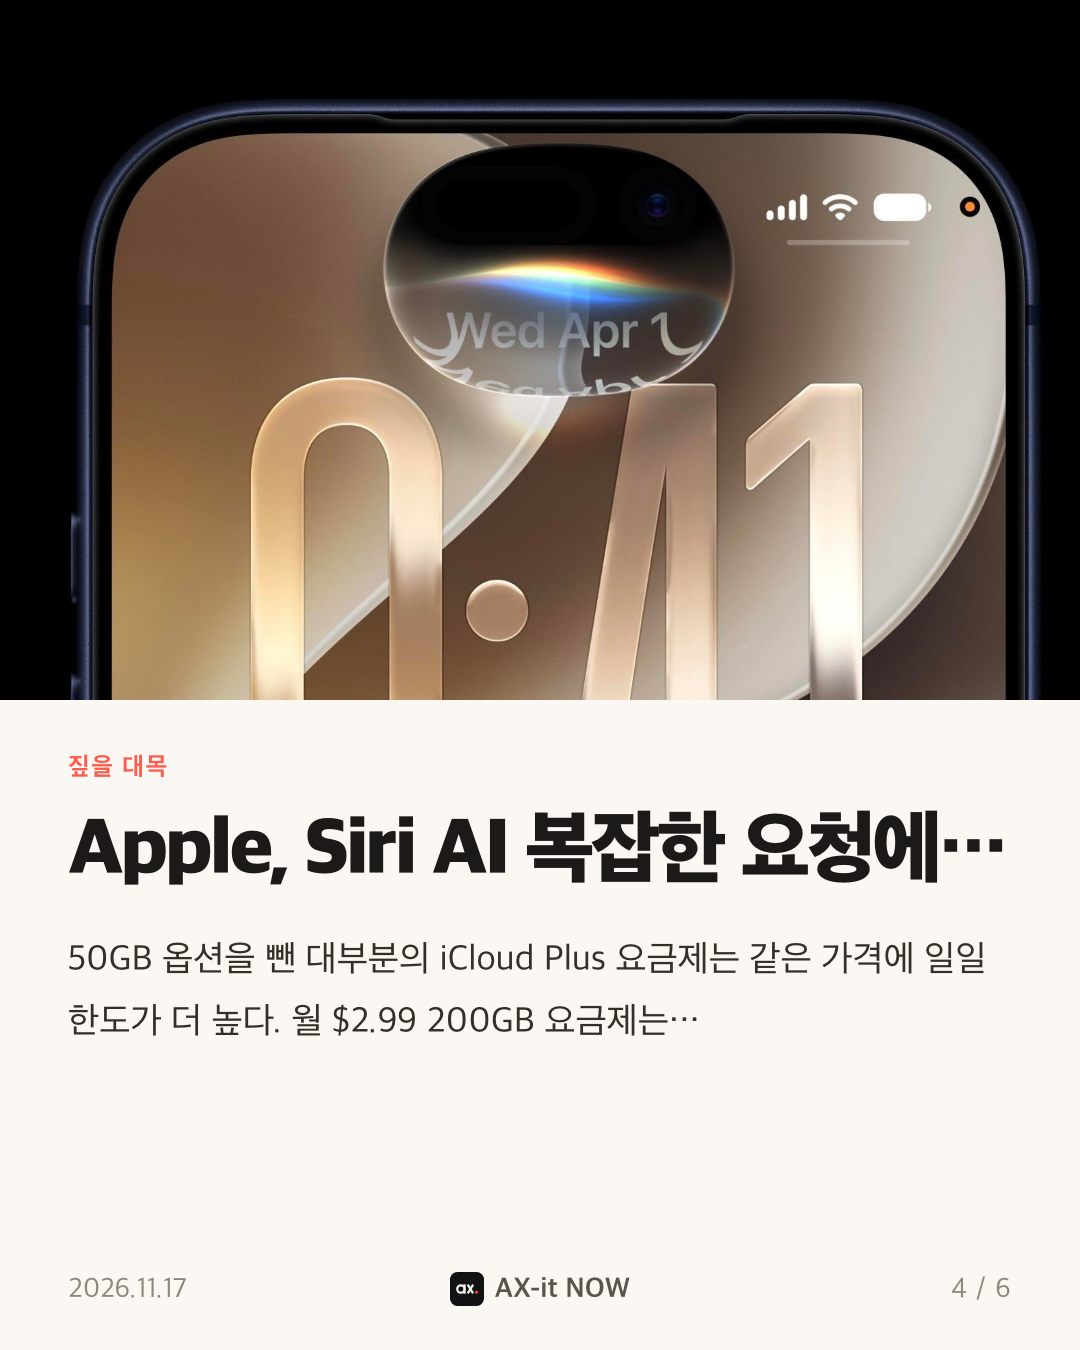 Wed Apr 1
9:41
짚을 대목
Apple, Siri AI 복잡한 요청에…
50GB 옵션을 뺀 대부분의 iCloud Plus 요금제는 같은 가격에 일일
한도가 더 높다. 월 $2.99 200GB 요금제는…
2026.11.17
ax. AX-it NOW
4 / 6